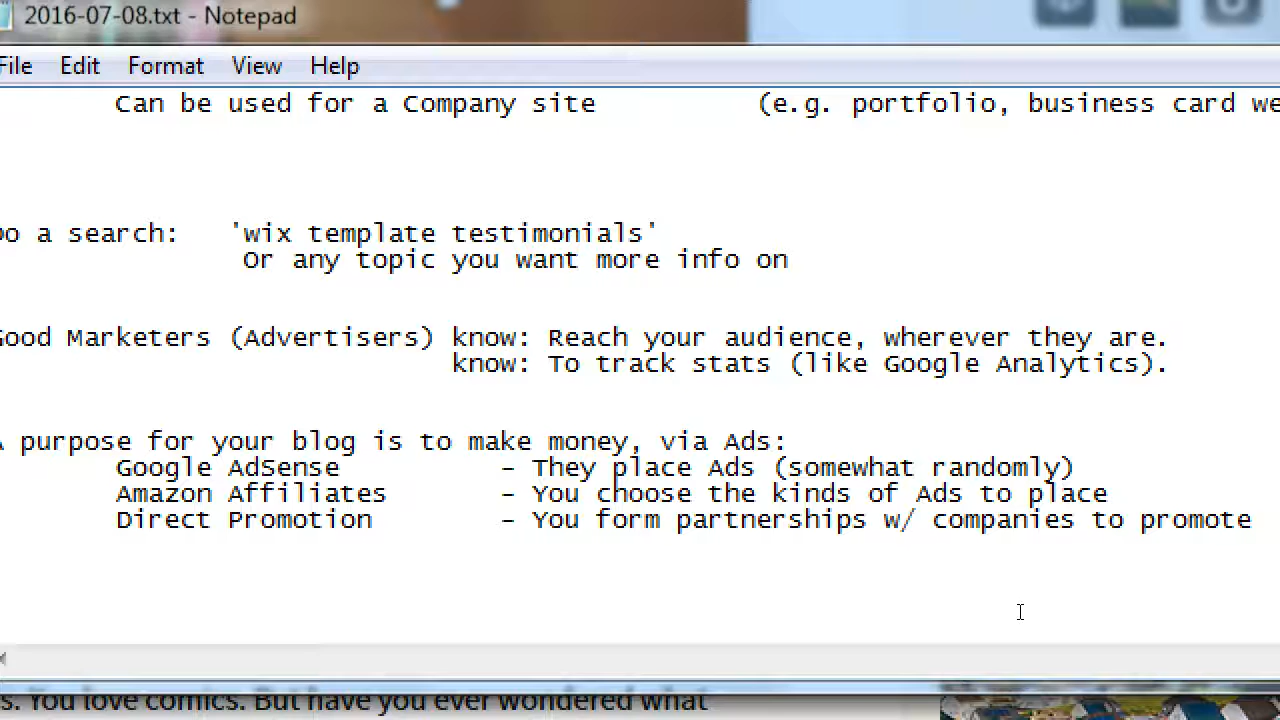 2016-07-08.txt - Notepad
File Edit Format View Help
Can be used for a Company site (e.g. portfolio, business card we
Do a search: 'wix template testimonials'
Or any topic you want more info on
Good Marketers (Advertisers) know: Reach your audience, wherever they are.
know: To track stats (like Google Analytics).
A purpose for your blog is to make money, via Ads:
Google AdSense - They place Ads (somewhat randomly)
Amazon Affiliates - You choose the kinds of Ads to place
Direct Promotion - You form partnerships w/ companies to promote
s. You love comics. But have you ever wondered what